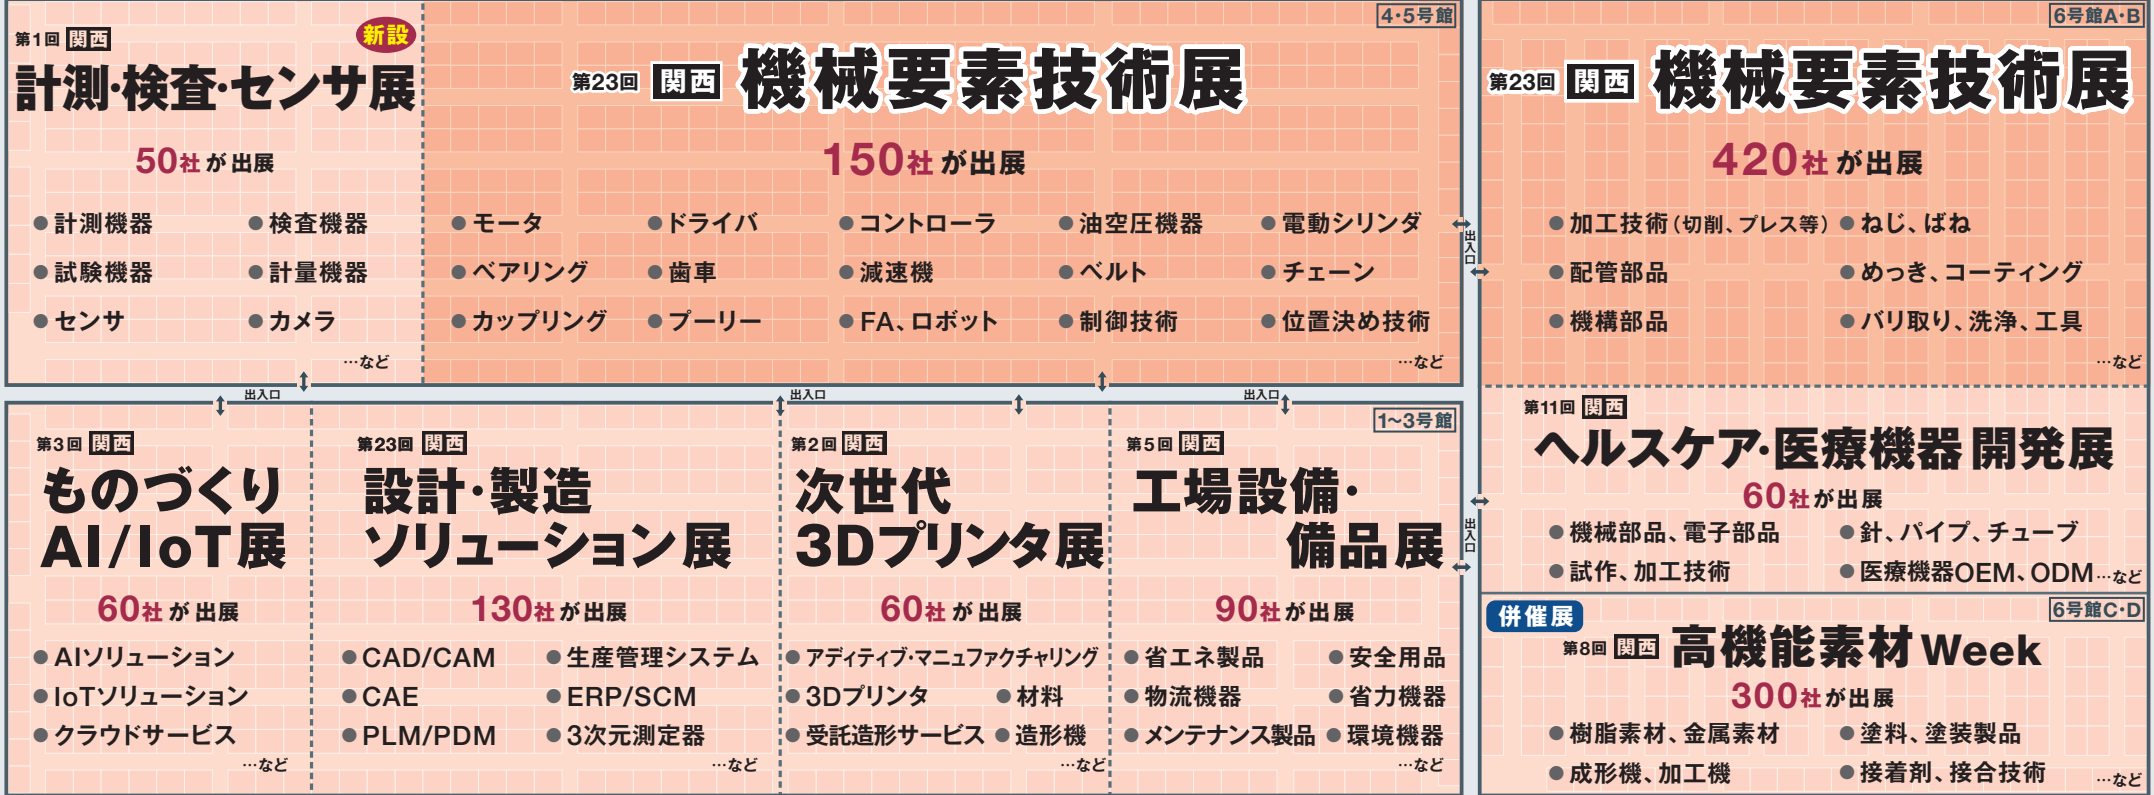 第1回 関西
新設
計測・検査・センサ展
50社が出展
●計測機器 ●検査機器
●試験機器 ●計量機器
●センサ ●カメラ
…など
4・5号館
第23回 関西 機械要素技術展
150社が出展
●モータ ●ドライバ ●コントローラ ●油空圧機器 ●電動シリンダ
●ベアリング ●歯車 ●減速機 ●ベルト ●チェーン
●カップリング ●プーリー ●FA、ロボット ●制御技術 ●位置決め技術
…など
出入口
6号館A・B
第23回 関西 機械要素技術展
420社が出展
●加工技術(切削、プレス等) ●ねじ、ばね
●配管部品 ●めっき、コーティング
●機構部品 ●バリ取り、洗浄、工具
…など
出入口
出入口
出入口
1~3号館
第3回 関西
ものづくり
AI/IoT展
60社が出展
●AIソリューション
●IoTソリューション
●クラウドサービス
…など
第23回 関西
設計・製造
ソリューション展
130社が出展
●CAD/CAM ●生産管理システム
●CAE ●ERP/SCM
●PLM/PDM ●3次元測定器
…など
第2回 関西
次世代
3Dプリンタ展
60社が出展
●アディティブ・マニュファクチャリング
●3Dプリンタ ●材料
●受託造形サービス ●造形機
…など
第5回 関西
工場設備・
備品展
90社が出展
●省エネ製品 ●安全用品
●物流機器 ●省力機器
●メンテナンス製品 ●環境機器
…など
出入口
第11回 関西
ヘルスケア・医療機器 開発展
60社が出展
●機械部品、電子部品 ●針、パイプ、チューブ
●試作、加工技術 ●医療機器OEM、ODM…など
併催展
6号館C・D
第8回 関西 高機能素材Week
300社が出展
●樹脂素材、金属素材 ●塗料、塗装製品
●成形機、加工機 ●接着剤、接合技術
…など